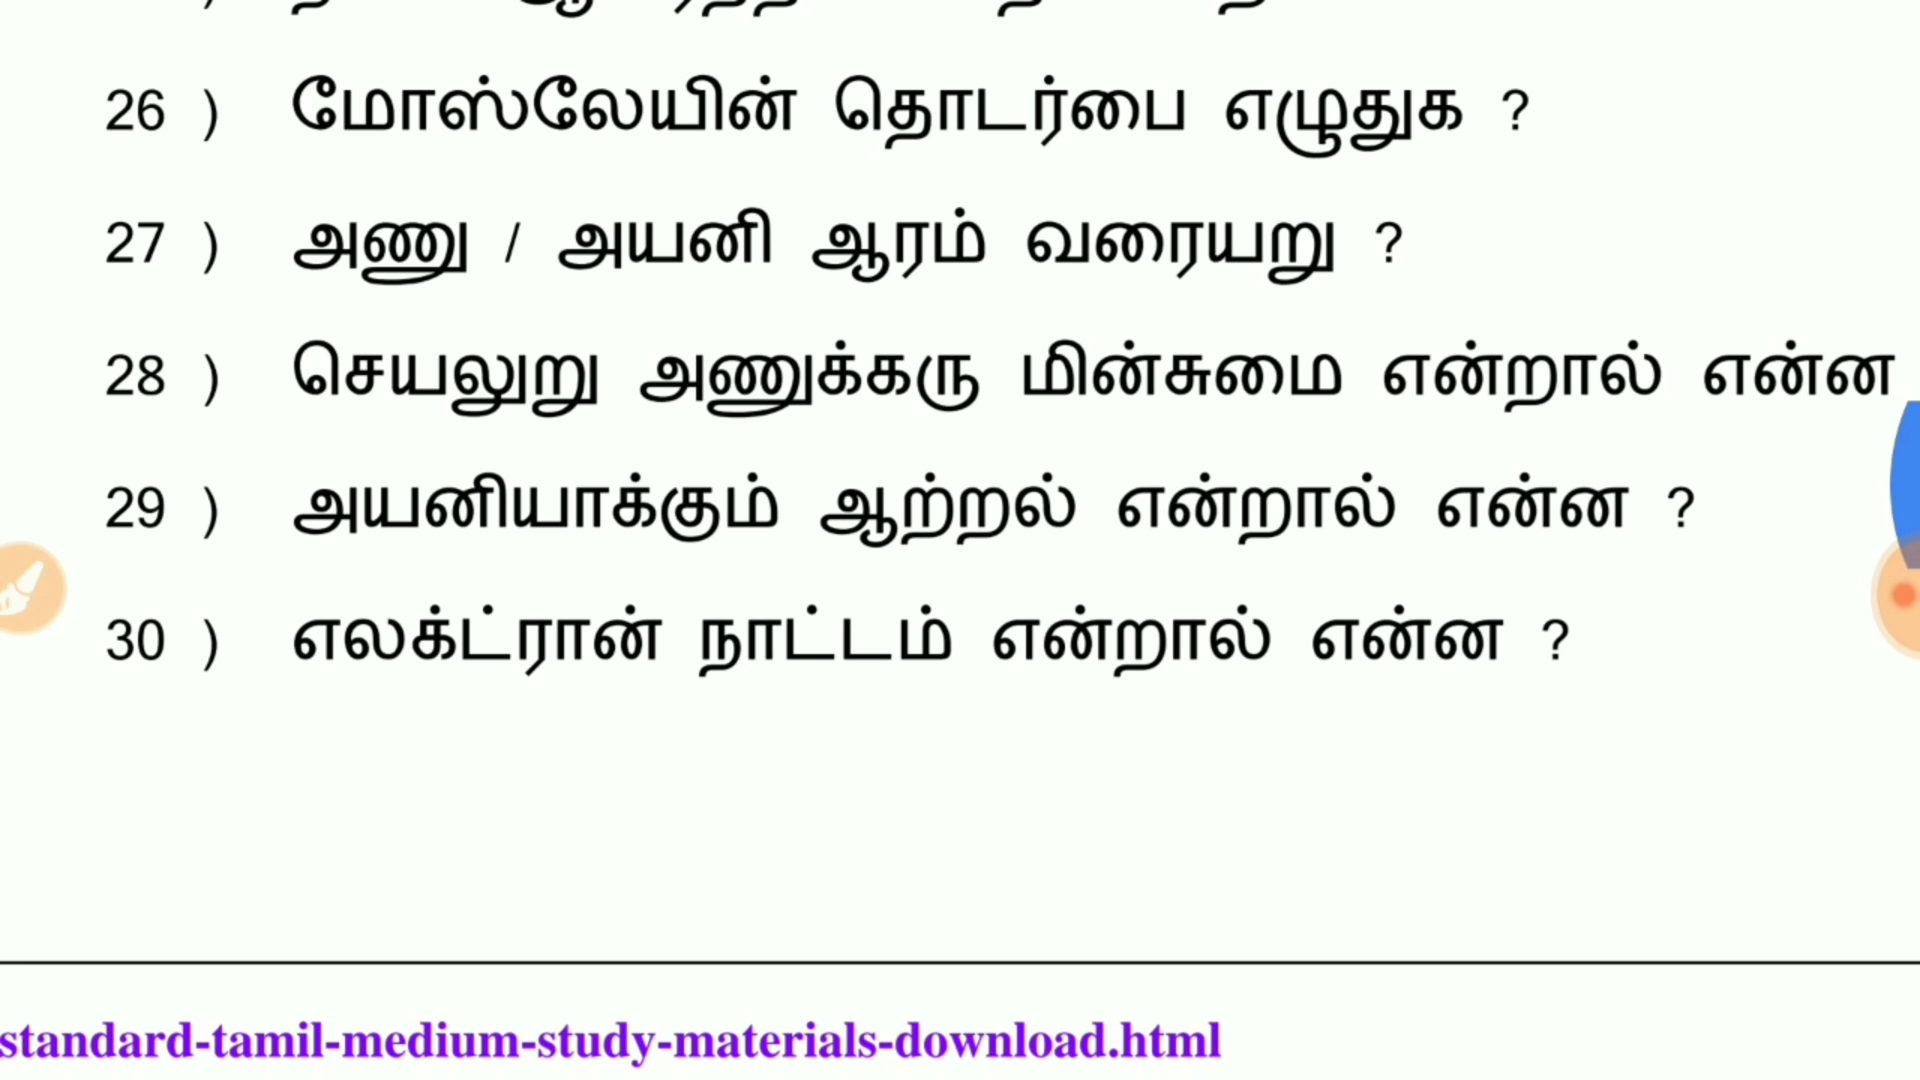 26 ) மோஸ்லேயின் தொடர்பை எழுதுக ?
27 ) அணு / அயனி ஆரம் வரையறு ?
28 ) செயலுறு அணுக்கரு மின்சுமை என்றால் என்ன
29 ) அயனியாக்கும் ஆற்றல் என்றால் என்ன ?
30 ) எலக்ட்ரான் நாட்டம் என்றால் என்ன ?
standard-tamil-medium-study-materials-download.html